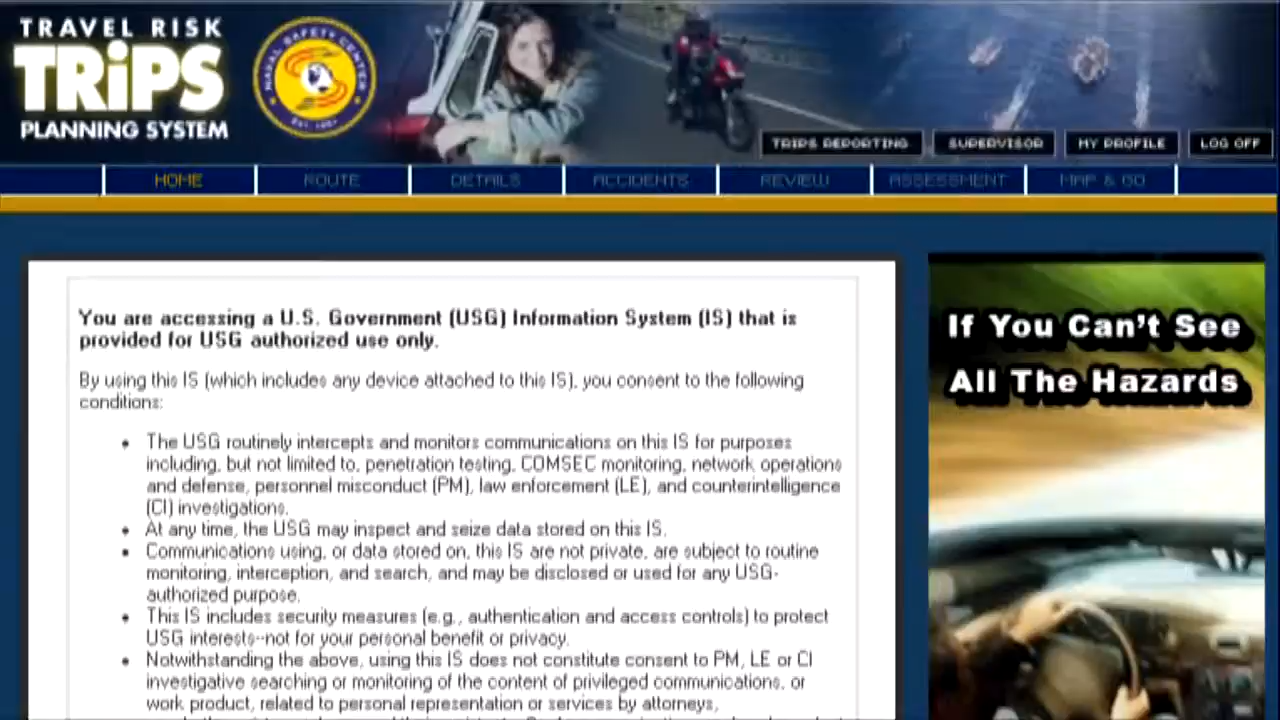 TRAVEL RISK
TRiPS
PLANNING SYSTEM
NAVAL SAFETY CENTER
TRIPS REPORTING
SUPERVISOR
MY PROFILE
LOG OFF
HOME
ROUTE
DETAILS
ACCIDENTS
REVIEW
ASSESSMENT
MAP & GO
You are accessing a U.S. Government (USG) Information System (IS) that is
provided for USG authorized use only.
By using this IS (which includes any device attached to this IS), you consent to the following
conditions:
• The USG routinely intercepts and monitors communications on this IS for purposes
including, but not limited to, penetration testing, COMSEC monitoring, network operations
and defense, personnel misconduct (PM), law enforcement (LE), and counterintelligence
(CI) investigations.
• At any time, the USG may inspect and seize data stored on this IS.
• Communications using, or data stored on, this IS are not private, are subject to routine
monitoring, interception, and search, and may be disclosed or used for any USG-
authorized purpose.
• This IS includes security measures (e.g., authentication and access controls) to protect
USG interests--not for your personal benefit or privacy.
• Notwithstanding the above, using this IS does not constitute consent to PM, LE or CI
investigative searching or monitoring of the content of privileged communications, or
work product, related to personal representation or services by attorneys,
If You Can't See
All The Hazards